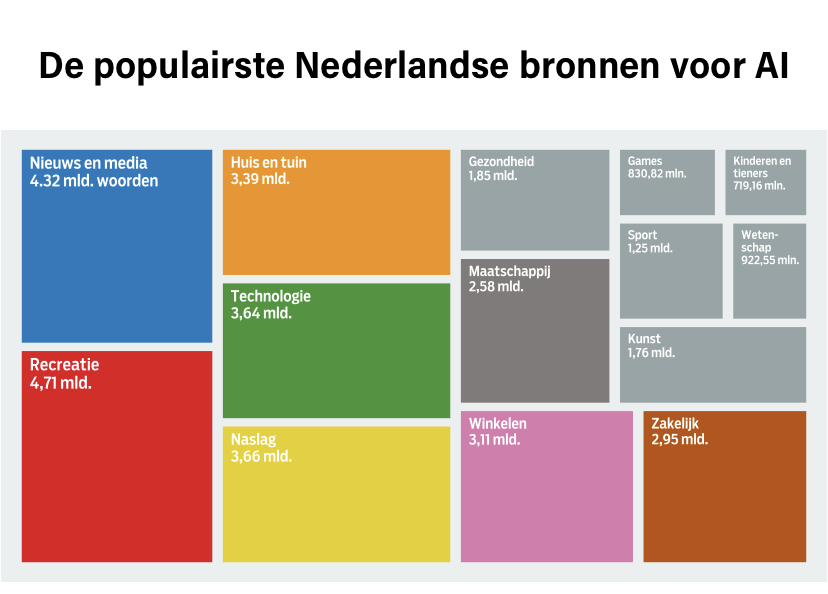 De populairste Nederlandse bronnen voor AI
Nieuws en media
4.32 mld. woorden
Recreatie
4,71 mld.
Huis en tuin
3,39 mld.
Technologie
3,64 mld.
Naslag
3,66 mld.
Gezondheid
1,85 mld.
Maatschappij
2,58 mld.
Winkelen
3,11 mld.
Games
830,82 mln.
Kinderen en
tieners
719,16 mln.
Sport
1,25 mld.
Weten-
schap
922,55 mln.
Kunst
1,76 mld.
Zakelijk
2,95 mld.